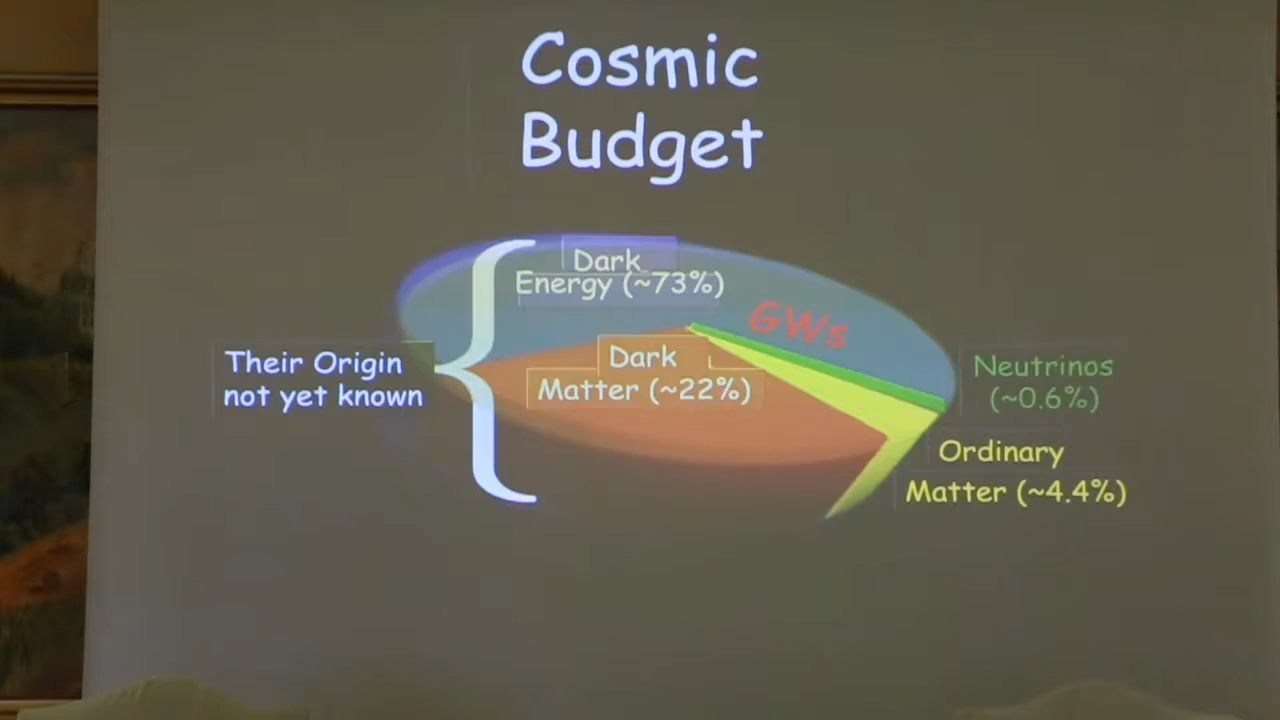 Cosmic
Budget
Dark
Energy (~73%)
GWs
Their Origin
not yet known
Dark
Matter (~22%)
Neutrinos
(~0.6%)
Ordinary
Matter (~4.4%)